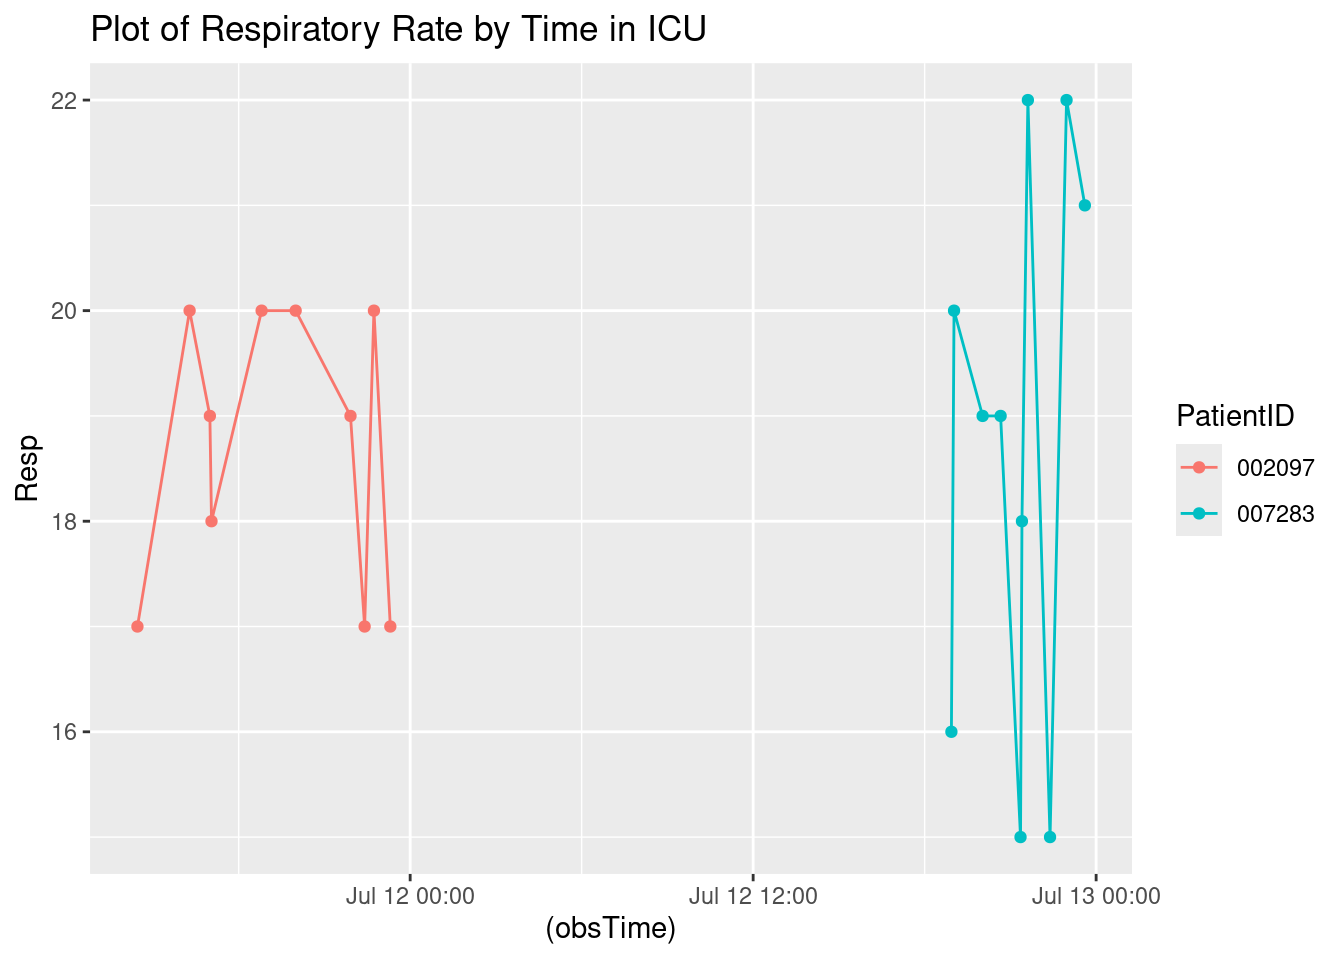 Plot of Respiratory Rate by Time in ICU
22
20
18
16
Resp
Jul 12 00:00
Jul 12 12:00
Jul 13 00:00
(obsTime)
PatientID
002097
007283